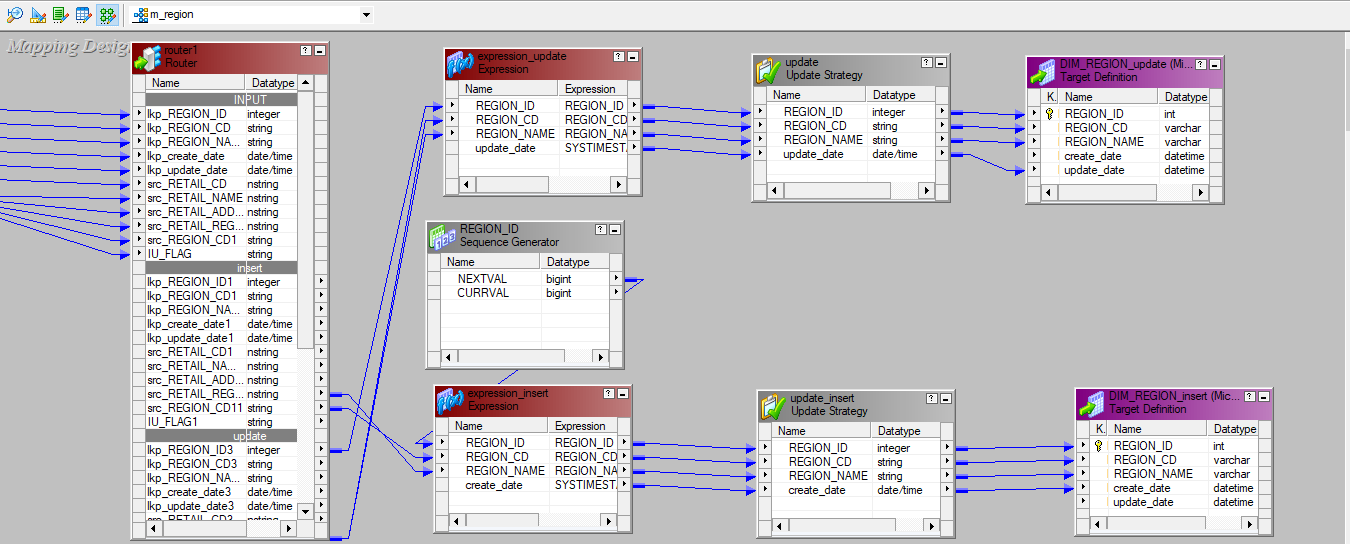 m_region
Mapping Desig
router1
Router
Name Datatype
INPUT
lkp_REGION_ID integer
lkp_REGION_CD string
lkp_REGION_NA... string
lkp_create_date date/time
lkp_update_date date/time
src_RETAIL_CD nstring
src_RETAIL_NAME nstring
src_RETAIL_ADD... nstring
src_RETAIL_REG... nstring
src_REGION_CD1 string
IU_FLAG string
insert
lkp_REGION_ID1 integer
lkp_REGION_CD1 string
lkp_REGION_NA... string
lkp_create_date1 date/time
lkp_update_date1 date/time
src_RETAIL_CD1 nstring
src_RETAIL_NA... nstring
src_RETAIL_ADD... nstring
src_RETAIL_REG... nstring
src_REGION_CD11 string
IU_FLAG1 string
update
lkp_REGION_ID3 integer
lkp_REGION_CD3 string
lkp_REGION_NA... string
lkp_create_date3 date/time
lkp_update_date3 date/time
src_RETAIL_CD3 nstring
expression_update
Expression
Name Expression
REGION_ID REGION_ID
REGION_CD REGION_CD
REGION_NAME REGION_NA
update_date SYSTIMEST
update
Update Strategy
Name Datatype
REGION_ID integer
REGION_CD string
REGION_NAME string
update_date date/time
DIM_REGION_update (Mi...
Target Definition
K. Name Datatype
REGION_ID int
REGION_CD varchar
REGION_NAME varchar
create_date datetime
update_date datetime
REGION_ID
Sequence Generator
Name Datatype
NEXTVAL bigint
CURRVAL bigint
expression_insert
Expression
Name Expression
REGION_ID REGION_ID
REGION_CD REGION_CD
REGION_NAME REGION_NA
create_date SYSTIMEST
update_insert
Update Strategy
Name Datatype
REGION_ID integer
REGION_CD string
REGION_NAME string
create_date date/time
DIM_REGION_insert (Mic...
Target Definition
K. Name Datatype
REGION_ID int
REGION_CD varchar
REGION_NAME varchar
create_date datetime
update_date datetime